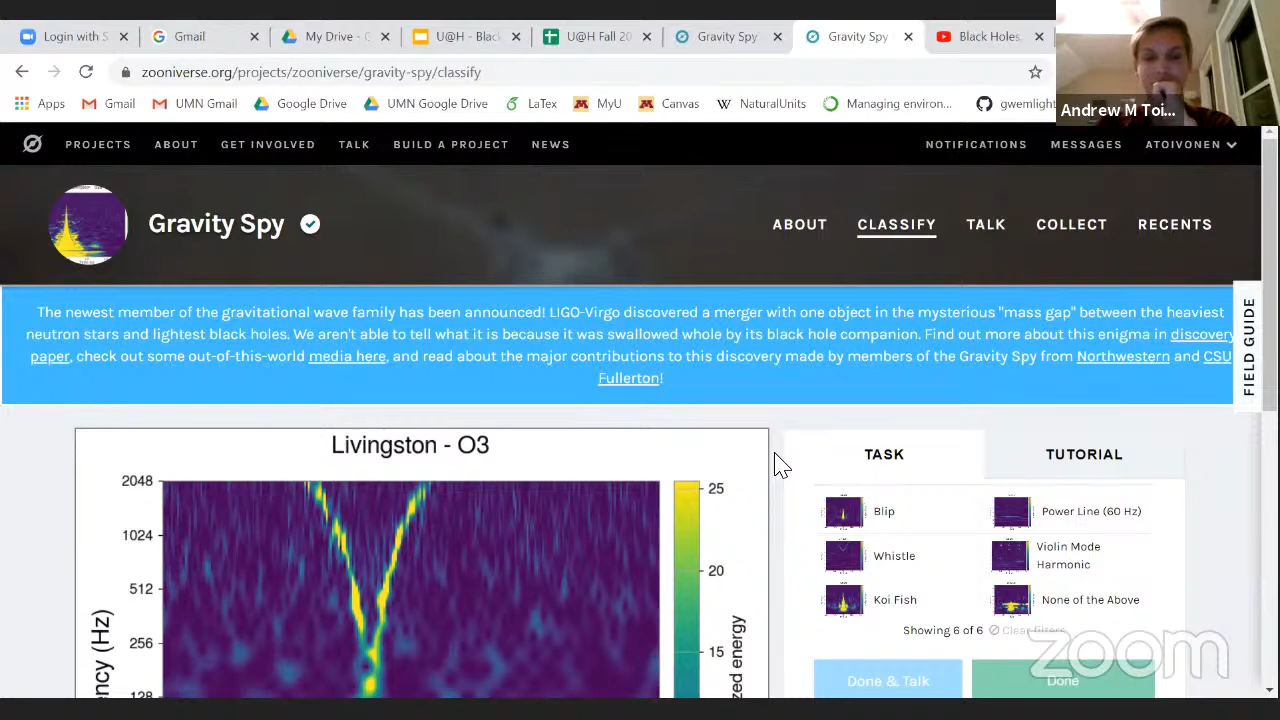 Login with S
Gmail
My Drive - G
U@H - Black
U@H Fall 20
Gravity Spy
Gravity Spy
Black Holes
zooniverse.org/projects/zooniverse/gravity-spy/classify
Apps
Gmail
UMN Gmail
Google Drive
UMN Google Drive
LaTex
MyU
Canvas
NaturalUnits
Managing environ...
gwemlight
Andrew M Toi...
PROJECTS
ABOUT
GET INVOLVED
TALK
BUILD A PROJECT
NEWS
NOTIFICATIONS
MESSAGES
ATOIVONEN
Gravity Spy
ABOUT
CLASSIFY
TALK
COLLECT
RECENTS
The newest member of the gravitational wave family has been announced! LIGO-Virgo discovered a merger with one object in the mysterious "mass gap" between the heaviest
neutron stars and lightest black holes. We aren't able to tell what it is because it was swallowed whole by its black hole companion. Find out more about this enigma in discovery
paper, check out some out-of-this-world media here, and read about the major contributions to this discovery made by members of the Gravity Spy from Northwestern and CSU
Fullerton!
FIELD GUIDE
Livingston - O3
2048
1024
512
256
128
ency (Hz)
25
20
15
zed energy
TASK
TUTORIAL
Blip
Power Line (60 Hz)
Whistle
Violin Mode
Harmonic
Koi Fish
None of the Above
Showing 6 of 6
Clear filters
Done & Talk
Done
zoom